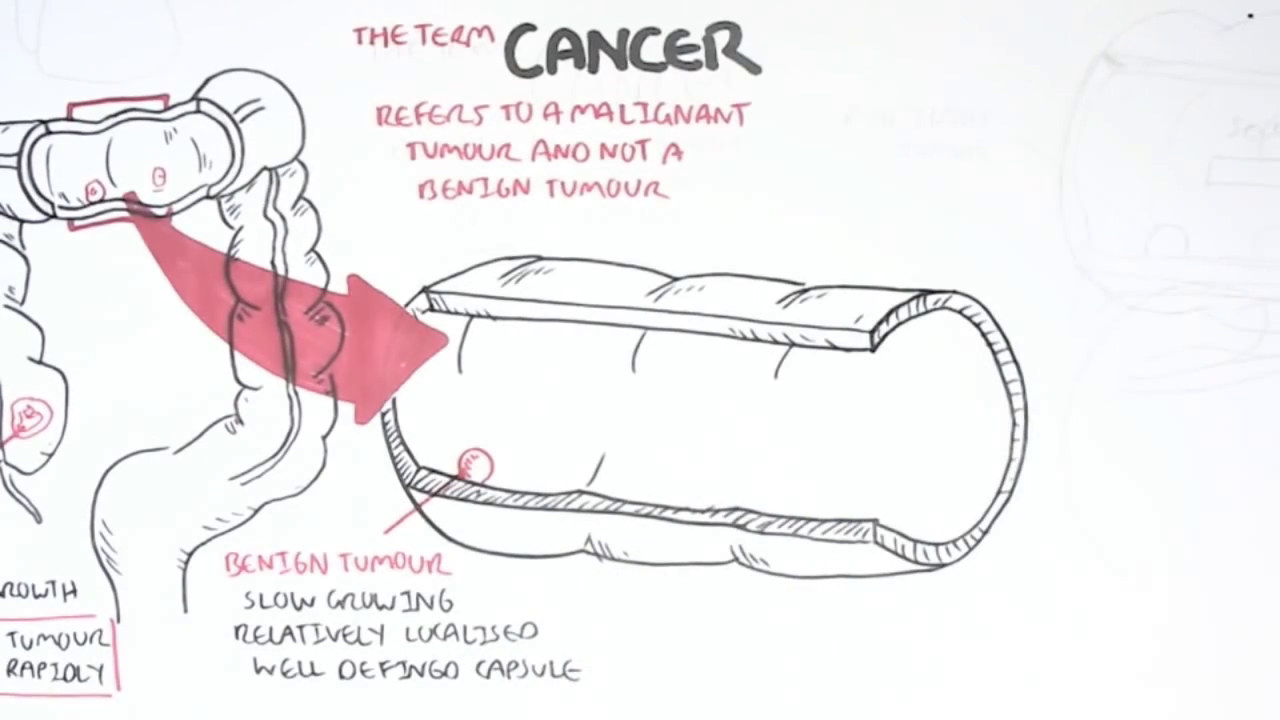 THE TERM CANCER
REFERS TO A MALIGNANT
TUMOUR AND NOT A
BENIGN TUMOUR
BENIGN TUMOUR
SLOW GROWING
RELATIVELY LOCALISED
WELL DEFINED CAPSULE
ROWTH
TUMOUR
RAPIDLY